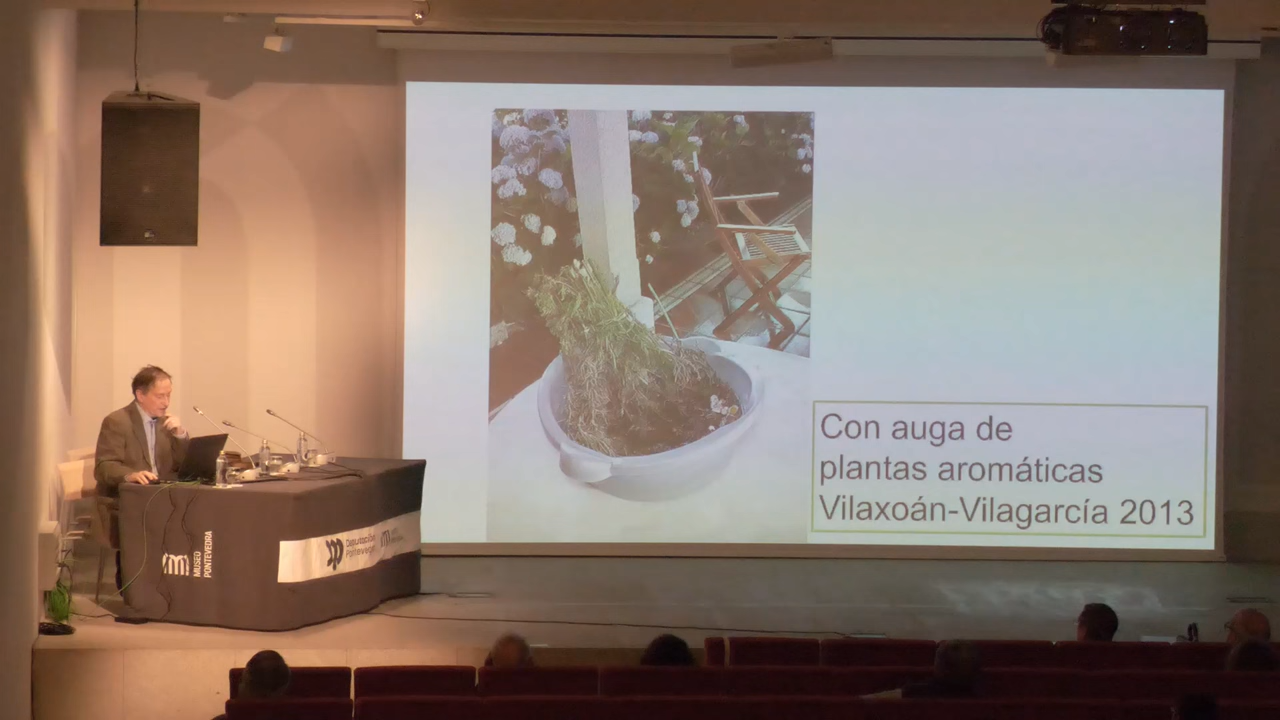 Con auga de
plantas aromáticas
Vilaxoán-Vilagarcía 2013
MUSEO
PONTEVEDRA
Deputación
Pontevedra